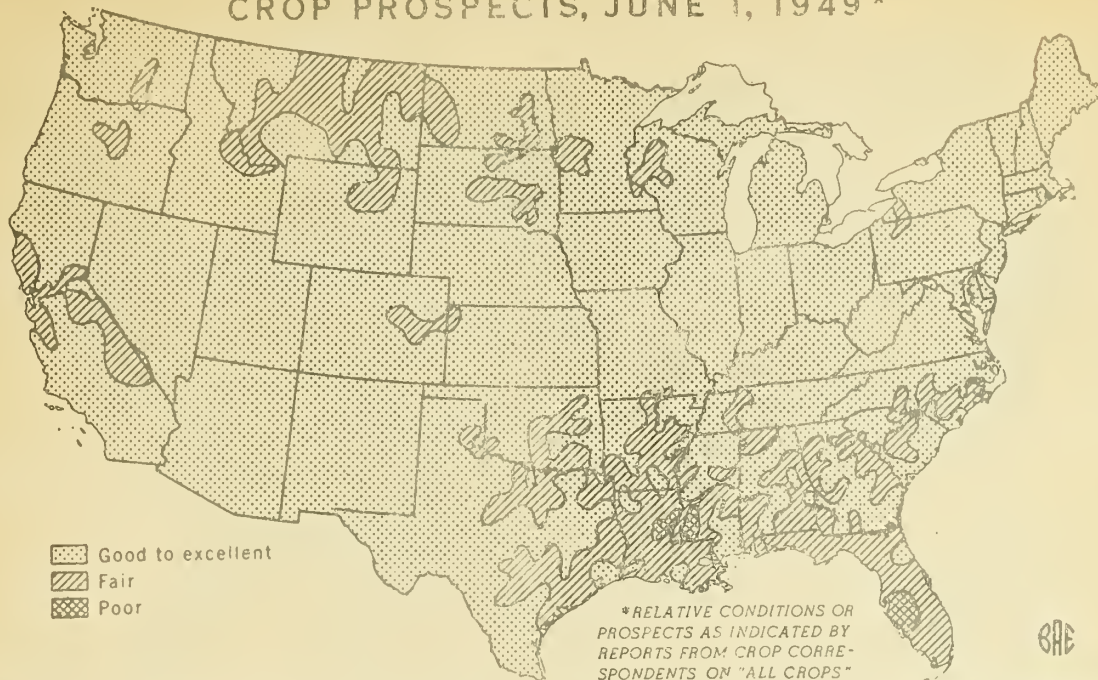 CROP PROSPECTS, JUNE 1, 1949*
Good to excellent
Fair
Poor
*RELATIVE CONDITIONS OR
PROSPECTS AS INDICATED BY
REPORTS FROM CROP CORRE-
SPONDENTS ON "ALL CROPS"
BAE